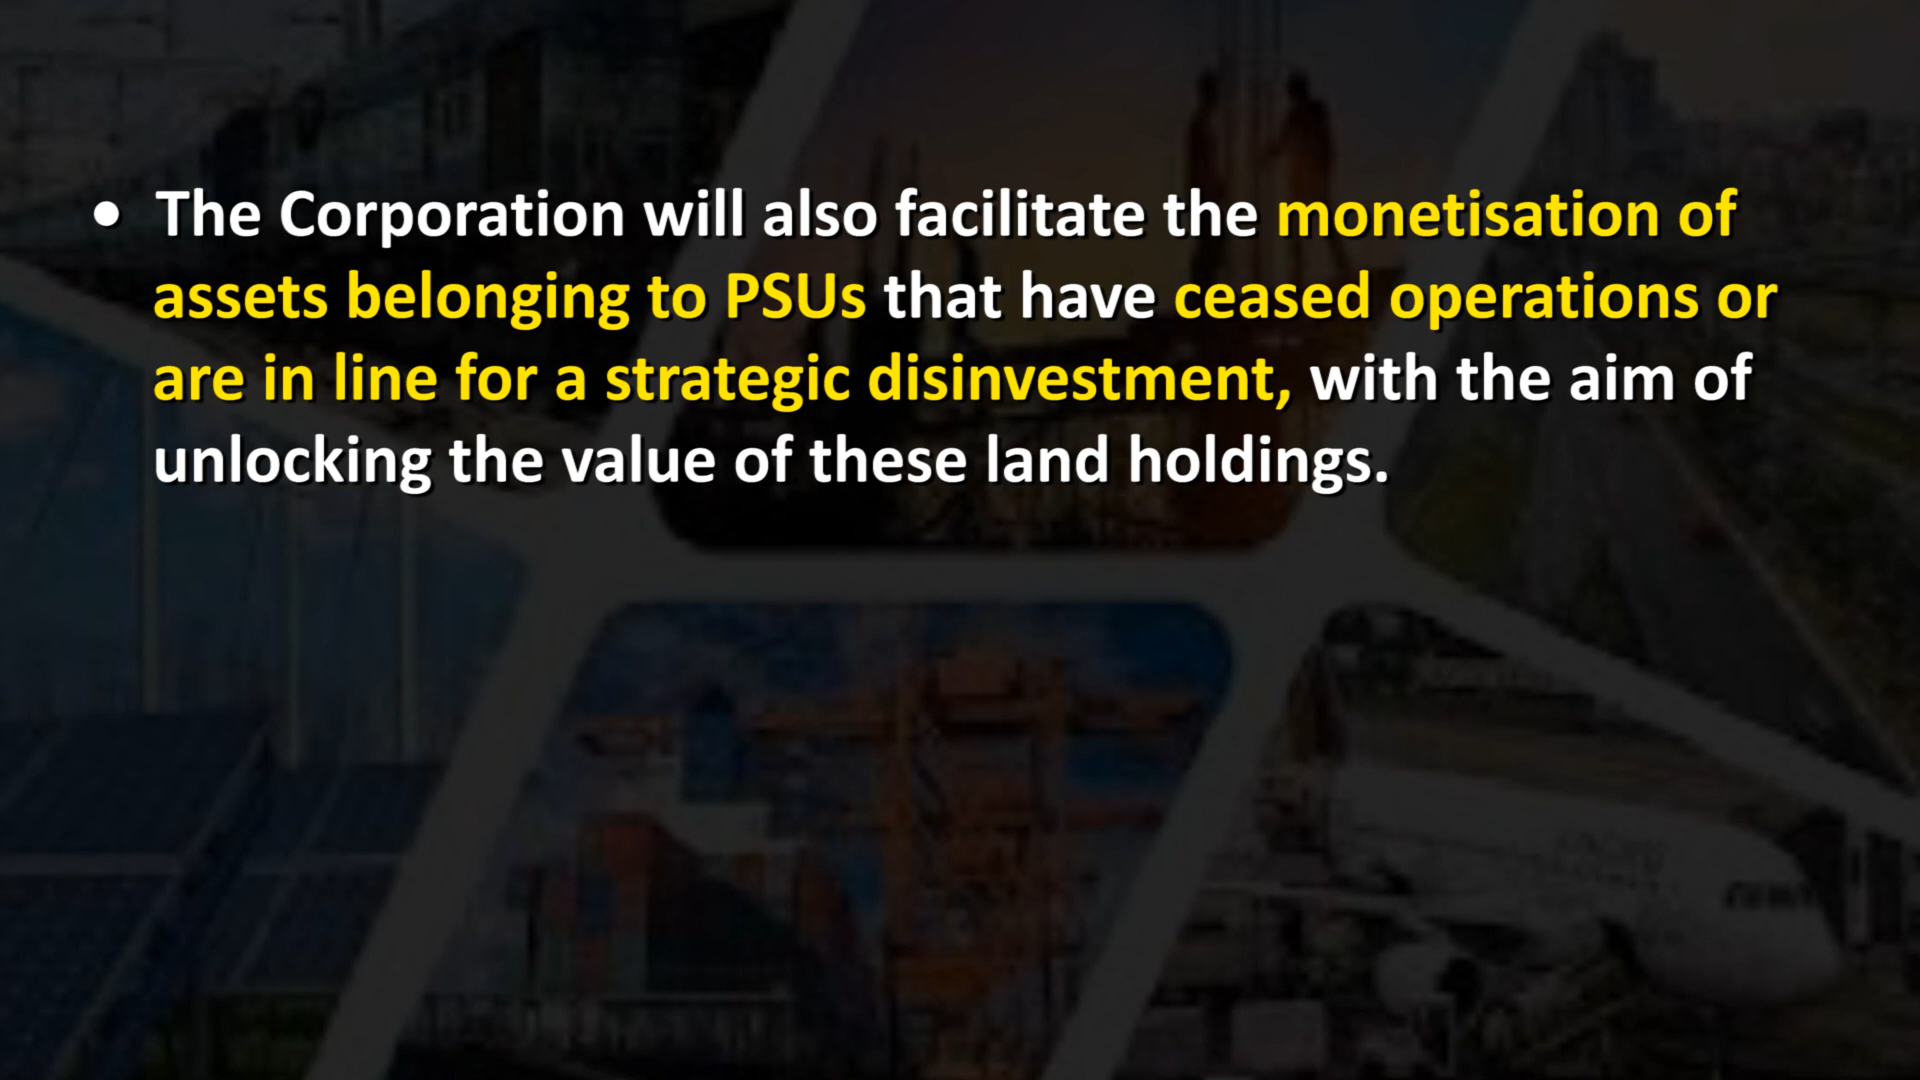 • The Corporation will also facilitate the monetisation of
assets belonging to PSUs that have ceased operations or
are in line for a strategic disinvestment, with the aim of
unlocking the value of these land holdings.